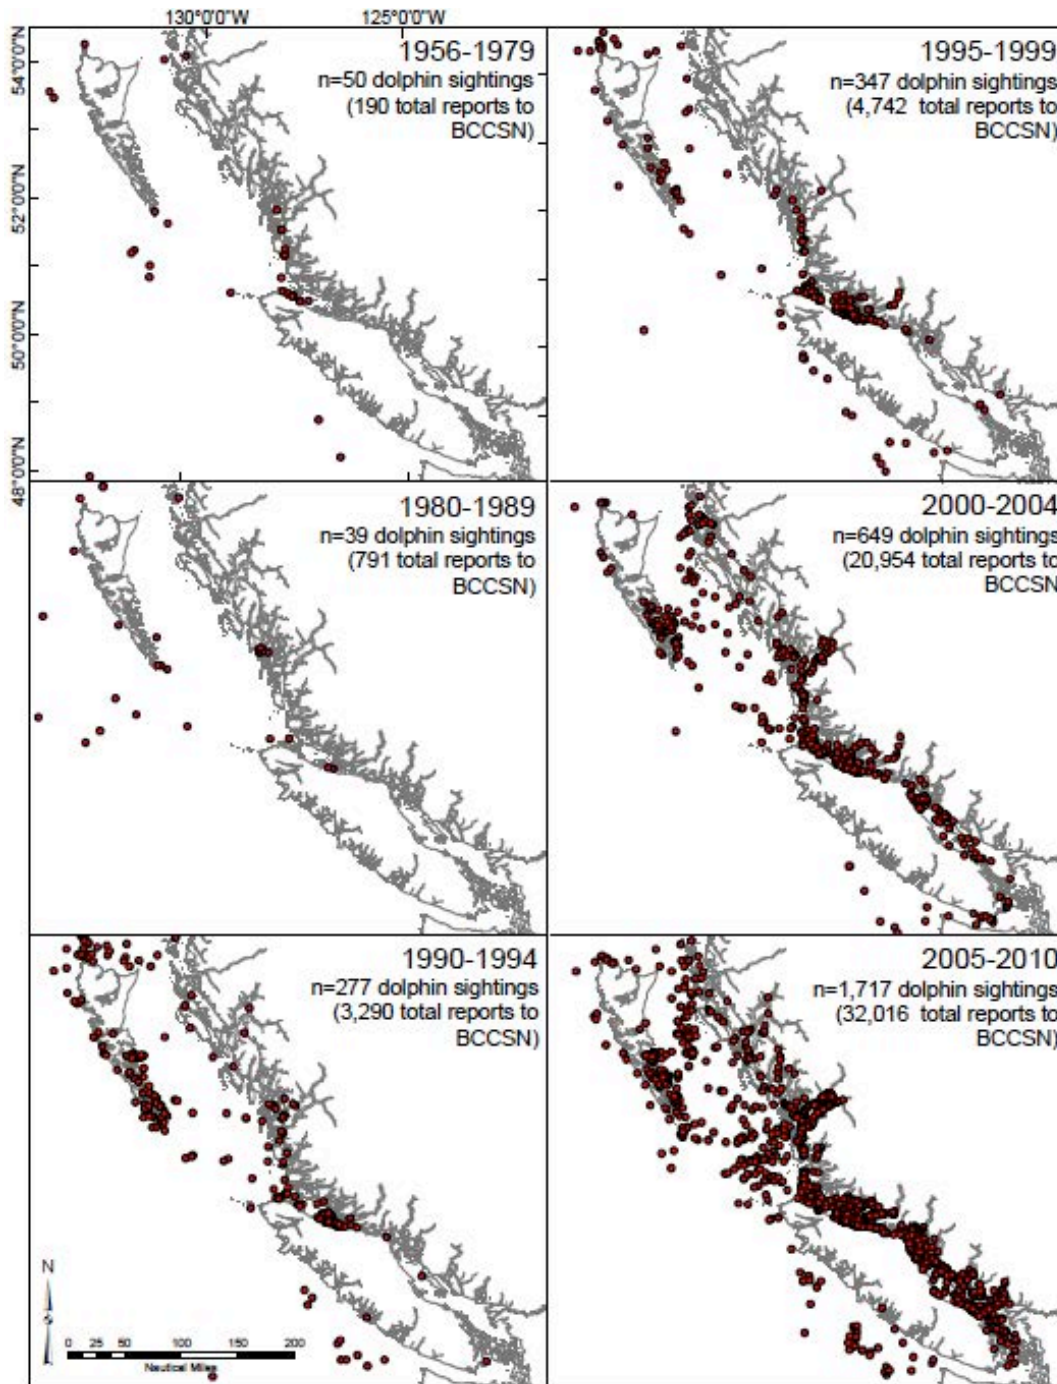 130°0'0"W 125°0'0"W
54°0'0"N
52°0'0"N
50°0'0"N
48°0'0"N
1956-1979
n=50 dolphin sightings
(190 total reports to
BCCSN)
1995-1999
n=347 dolphin sightings
(4,742 total reports to
BCCSN)
1980-1989
n=39 dolphin sightings
(791 total reports to
BCCSN)
2000-2004
n=649 dolphin sightings
(20,954 total reports to
BCCSN
1990-1994
n=277 dolphin sightings
(3,290 total reports to
BCCSN)
2005-2010
n=1,717 dolphin sightings
(32,016 total reports to
BCCSN)
N
0 25 50 100 150 200
Nautical Miles